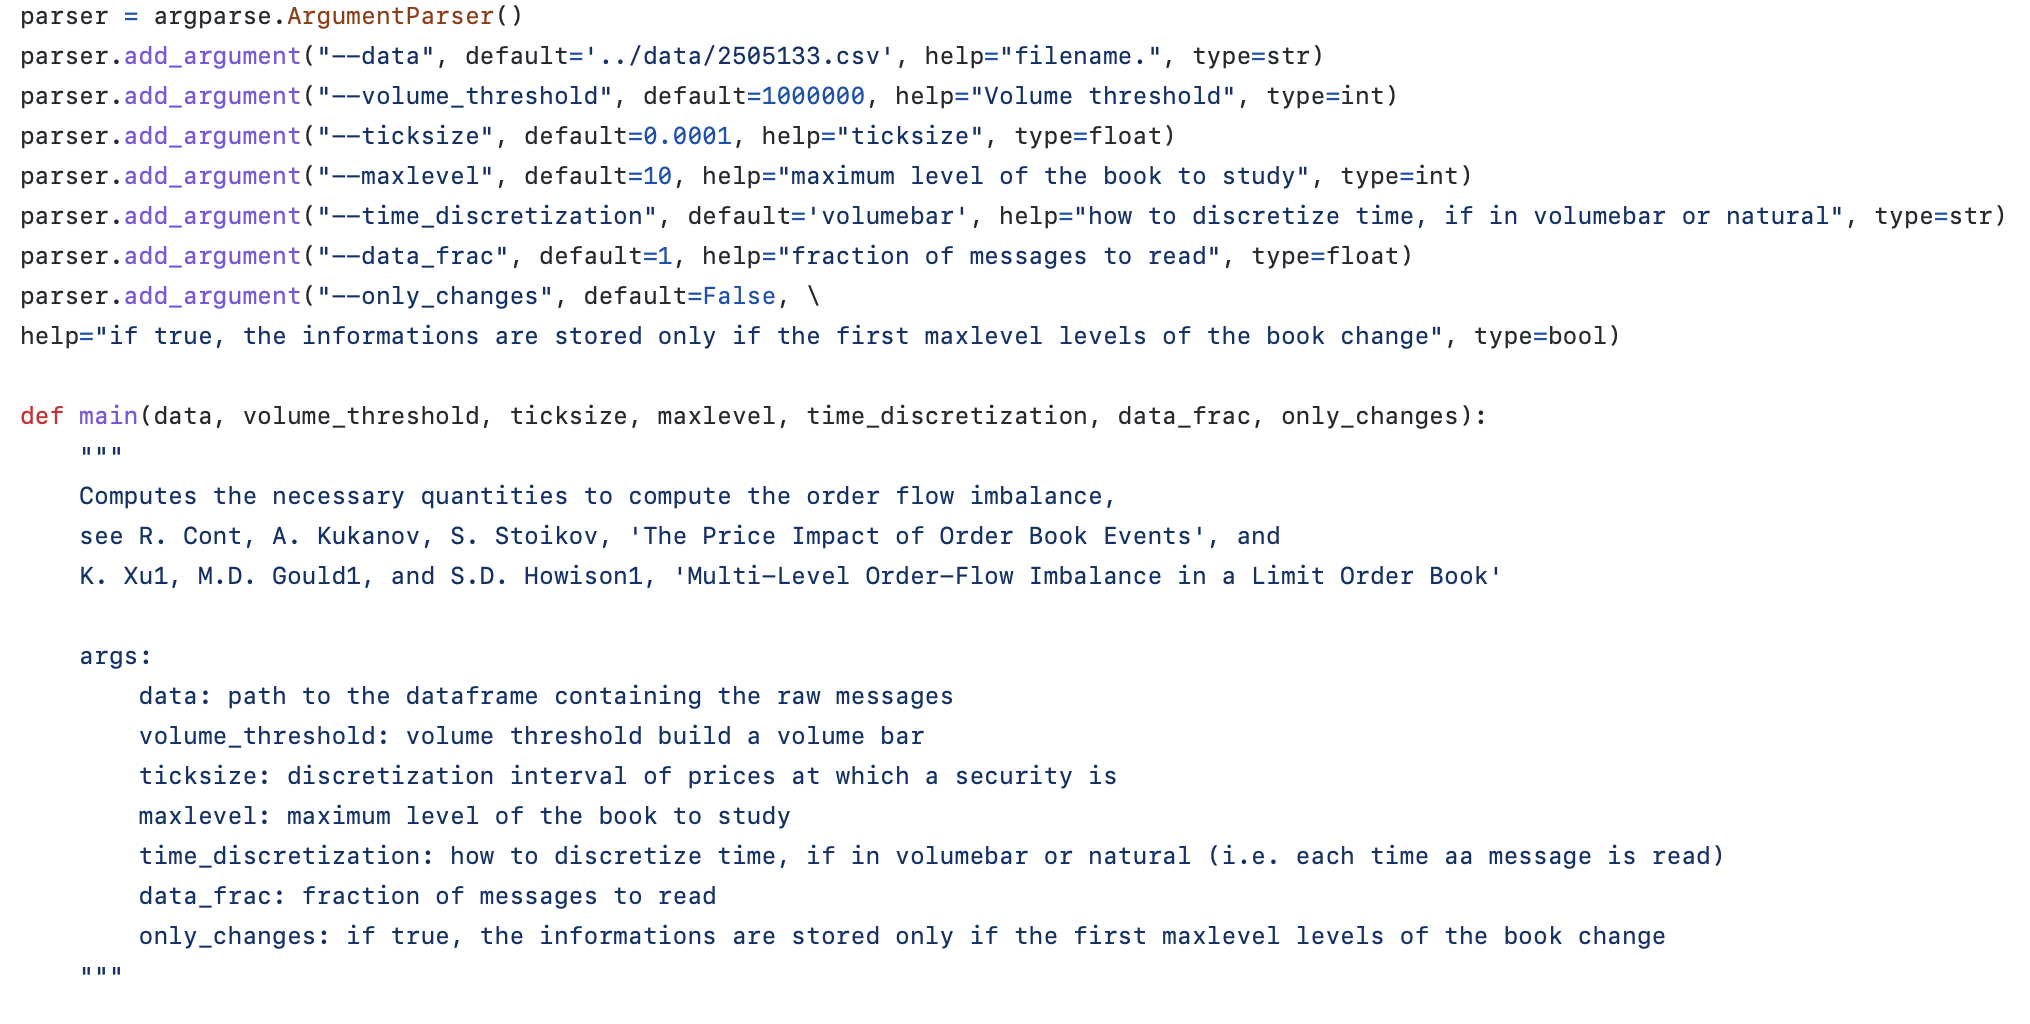 parser = argparse.ArgumentParser()
parser.add_argument("--data", default='../data/2505133.csv', help="filename.", type=str)
parser.add_argument("--volume_threshold", default=1000000, help="Volume threshold", type=int)
parser.add_argument("--ticksize", default=0.0001, help="ticksize", type=float)
parser.add_argument("--maxlevel", default=10, help="maximum level of the book to study", type=int)
parser.add_argument("--time_discretization", default='volumebar', help="how to discretize time, if in volumebar or natural", type=str)
parser.add_argument("--data_frac", default=1, help="fraction of messages to read", type=float)
parser.add_argument("--only_changes", default=False, \
help="if true, the informations are stored only if the first maxlevel levels of the book change", type=bool)

def main(data, volume_threshold, ticksize, maxlevel, time_discretization, data_frac, only_changes):
    """
    Computes the necessary quantities to compute the order flow imbalance,
    see R. Cont, A. Kukanov, S. Stoikov, 'The Price Impact of Order Book Events', and
    K. Xu1, M.D. Gould1, and S.D. Howison1, 'Multi-Level Order-Flow Imbalance in a Limit Order Book'

    args:
        data: path to the dataframe containing the raw messages
        volume_threshold: volume threshold build a volume bar
        ticksize: discretization interval of prices at which a security is
        maxlevel: maximum level of the book to study
        time_discretization: how to discretize time, if in volumebar or natural (i.e. each time aa message is read)
        data_frac: fraction of messages to read
        only_changes: if true, the informations are stored only if the first maxlevel levels of the book change
    """